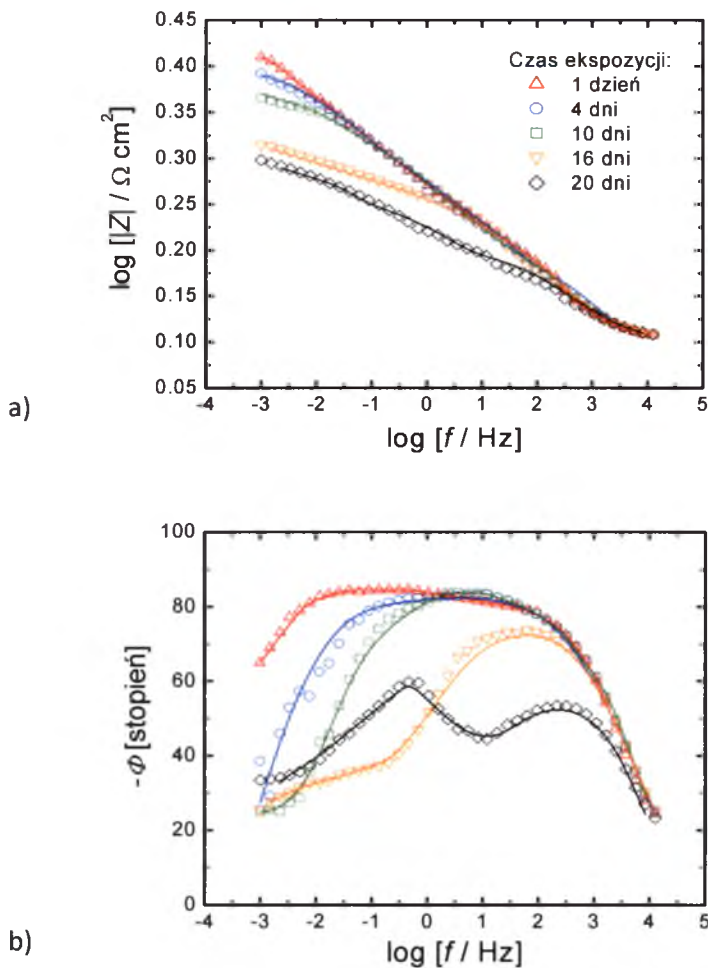 0.45
0.40
0.35
0.30
0.25
0.20
0.15
0.10
0.05
log [|Z| / Ω cm²]
Czas ekspozycji:
1 dzień
4 dni
10 dni
16 dni
20 dni
-4 -3 -2 -1 0 1 2 3 4 5
log [f / Hz]
a)
100
80
60
40
20
0
-Φ [stopień]
-4 -3 -2 -1 0 1 2 3 4 5
log [f / Hz]
b)